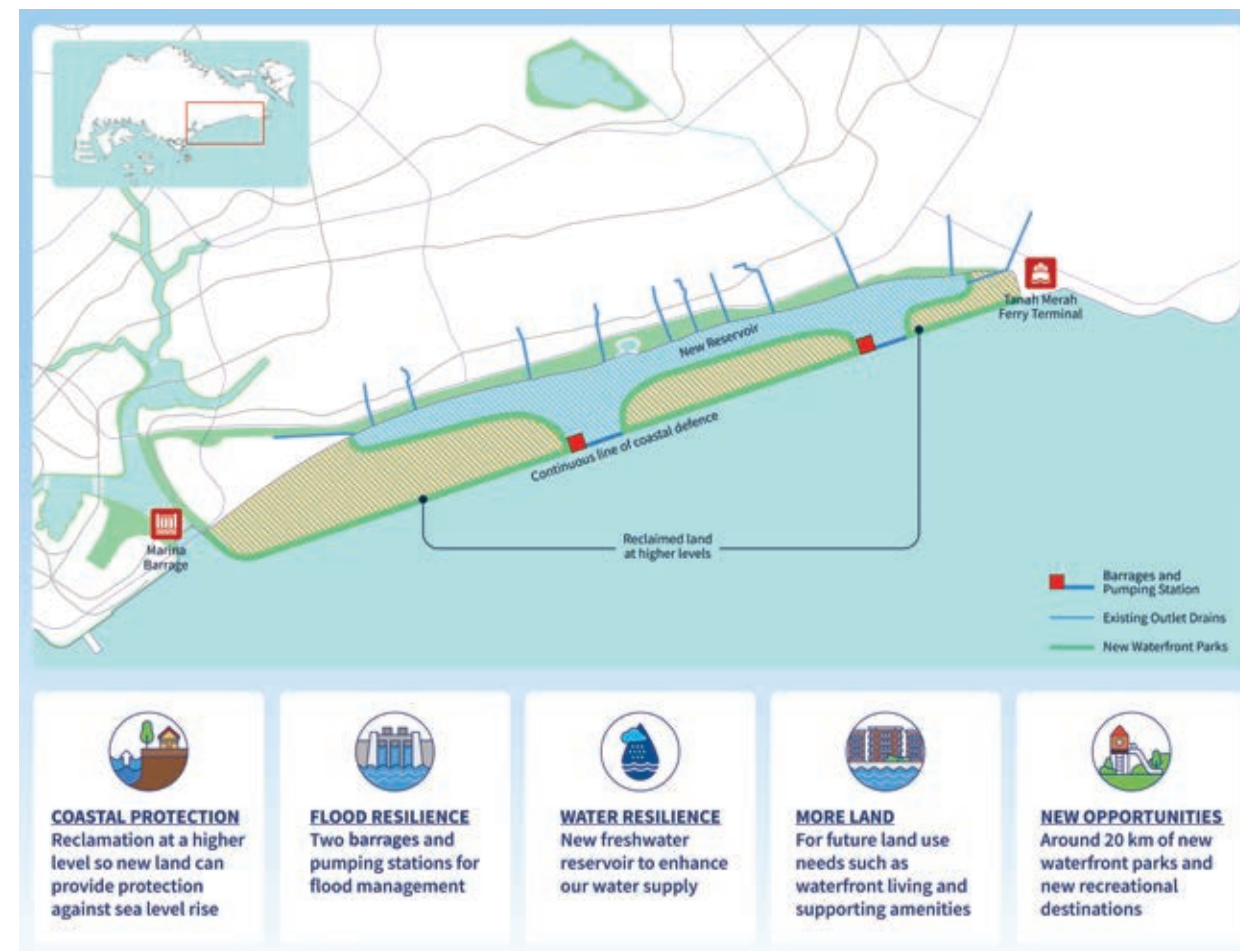 New Reservoir
Tanah Merah
Ferry Terminal
Continuous line of coastal defence
Marina
Barrage
Reclaimed land
at higher levels
Barrages and
Pumping Station
Existing Outlet Drains
New Waterfront Parks
COASTAL PROTECTION
Reclamation at a higher
level so new land can
provide protection
against sea level rise
FLOOD RESILIENCE
Two barrages and
pumping stations for
flood management
WATER RESILIENCE
New freshwater
reservoir to enhance
our water supply
MORE LAND
For future land use
needs such as
waterfront living and
supporting amenities
NEW OPPORTUNITIES
Around 20 km of new
waterfront parks and
new recreational
destinations